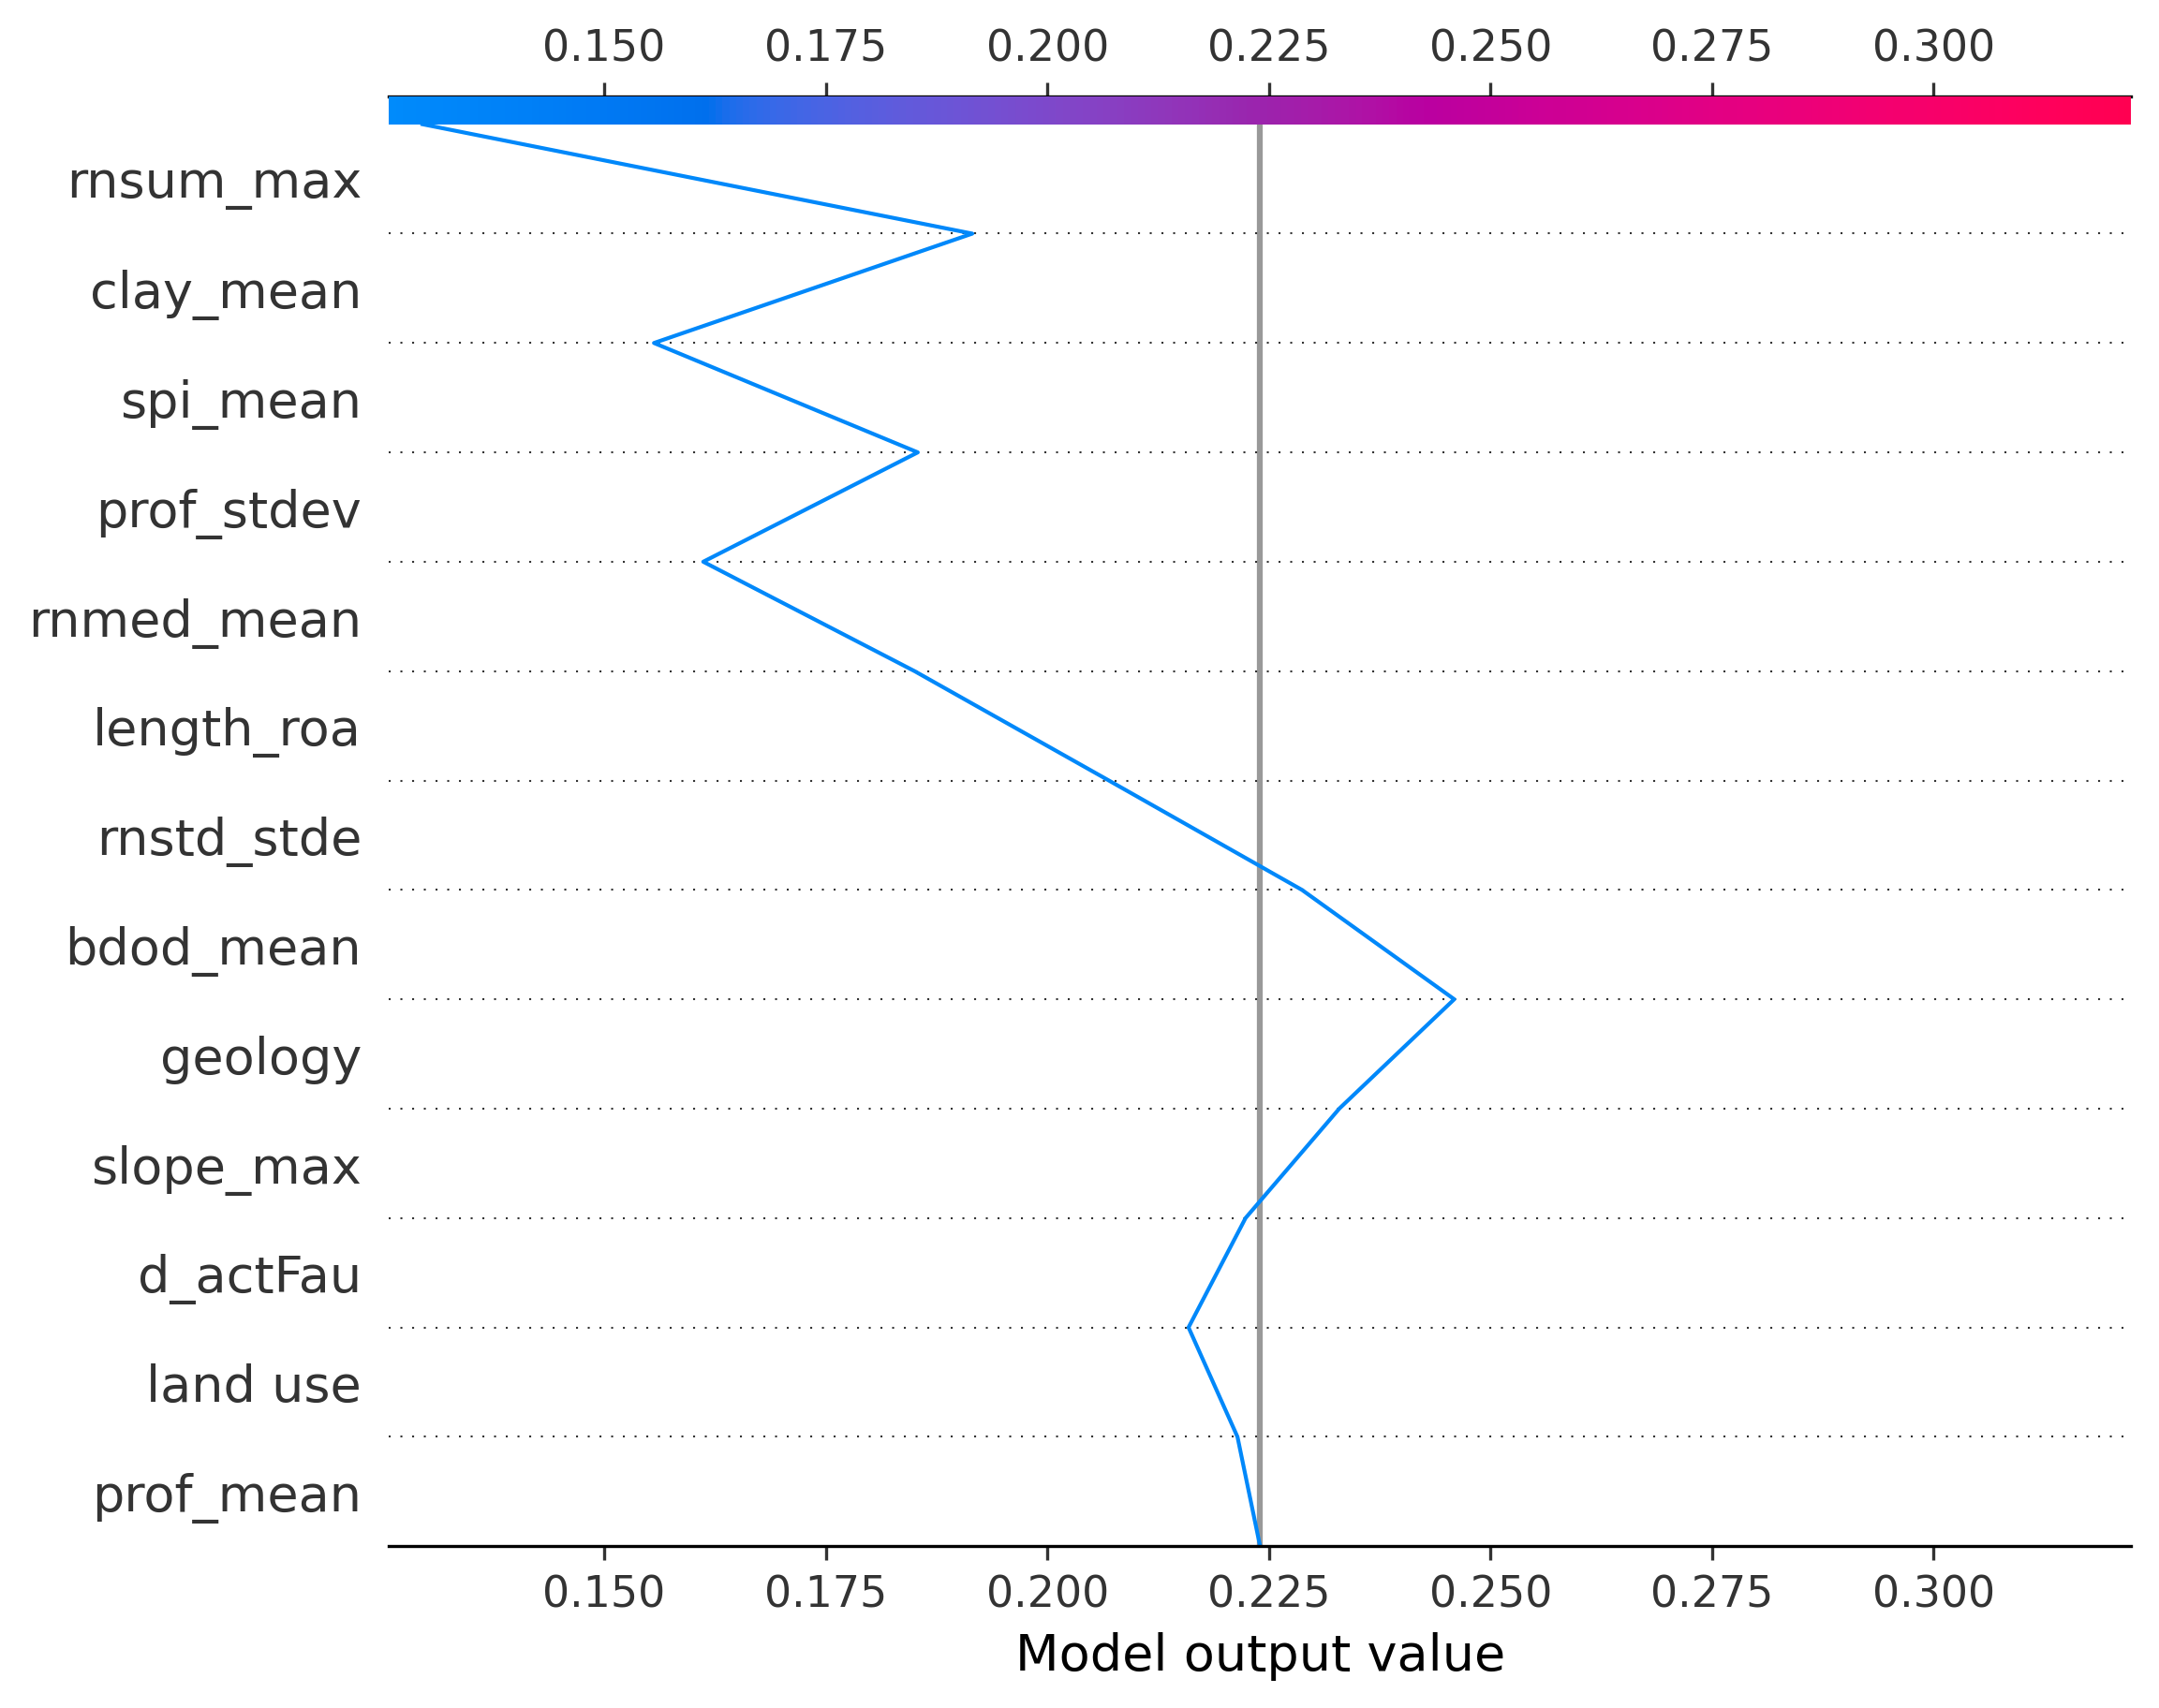 0.150 0.175 0.200 0.225 0.250 0.275 0.300
rnsum_max
clay_mean
spi_mean
prof_stdev
rnmed_mean
length_roa
rnstd_stde
bdod_mean
geology
slope_max
d_actFau
land use
prof_mean
0.150 0.175 0.200 0.225 0.250 0.275 0.300
Model output value